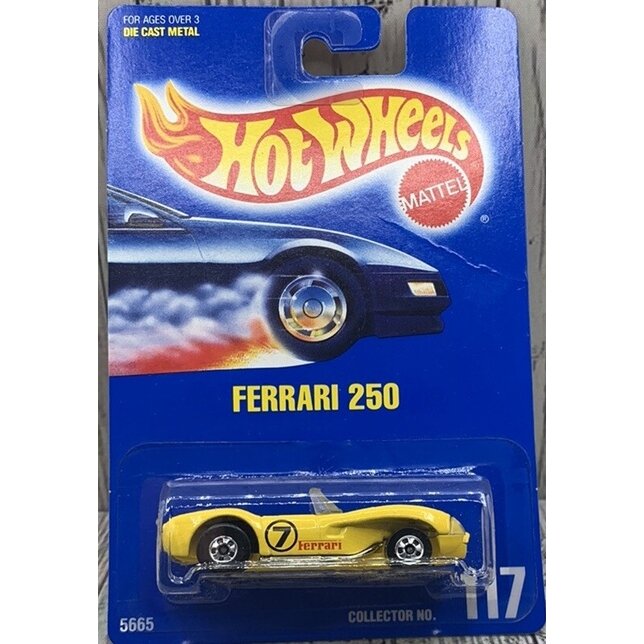 FOR AGES OVER 3
DIE CAST METAL
HOT WHEELS
MATTEL
®
FERRARI 250
7
Ferrari
5665
COLLECTOR NO.
117